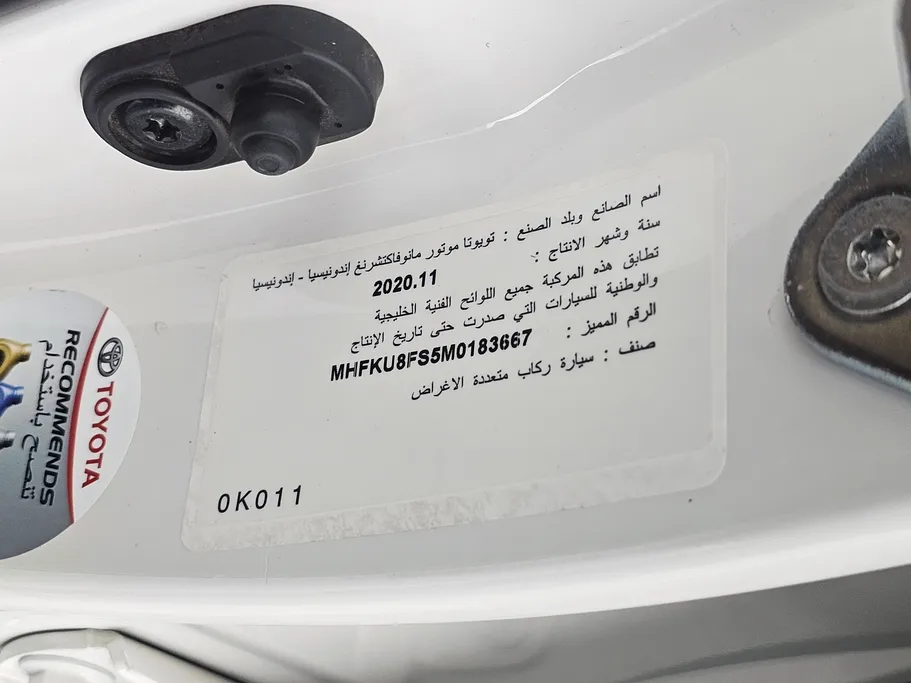 اسم الصانع وبلد الصنع : تويوتا موتور مانوفاكتشرنغ إندونيسيا - إندونيسيا
سنة وشهر الانتاج : 2020.11
تطابق هذه المركبة جميع اللوائح الفنية الخليجية
والوطنية للسيارات التي صدرت حتى تاريخ الإنتاج
الرقم المميز : MHFKU8FS5M0183667
صنف : سيارة ركاب متعددة الاغراض
0K011
TOYOTA
RECOMMENDS
تنصح باستخدام